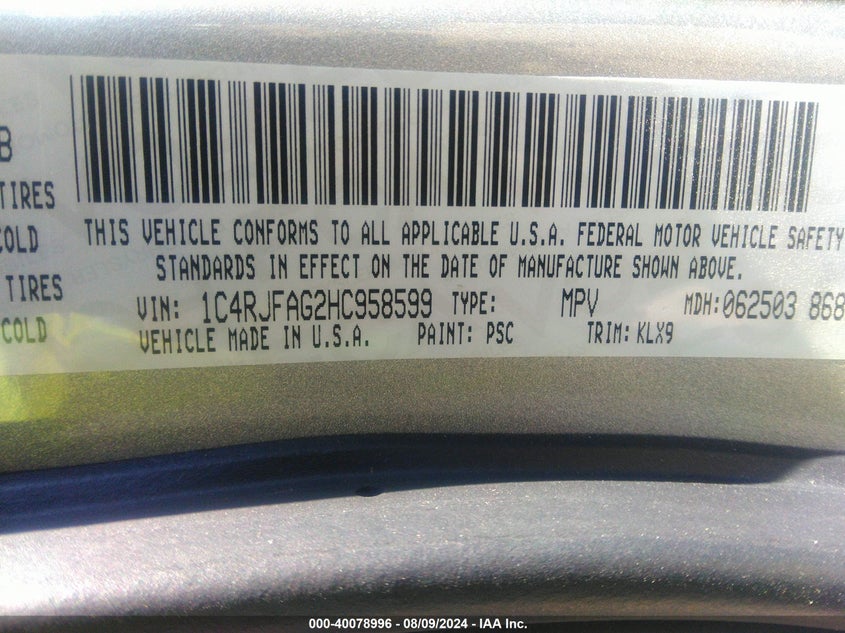 B
TIRES
COLD
TIRES
COLD
THIS VEHICLE CONFORMS TO ALL APPLICABLE U.S.A. FEDERAL MOTOR VEHICLE SAFETY
STANDARDS IN EFFECT ON THE DATE OF MANUFACTURE SHOWN ABOVE.
VIN: 1C4RJFAG2HC958599 TYPE: MPV MDH:062503 868
VEHICLE MADE IN U.S.A. PAINT: PSC TRIM: KLX9
000-40078996 - 08/09/2024 - IAA Inc.